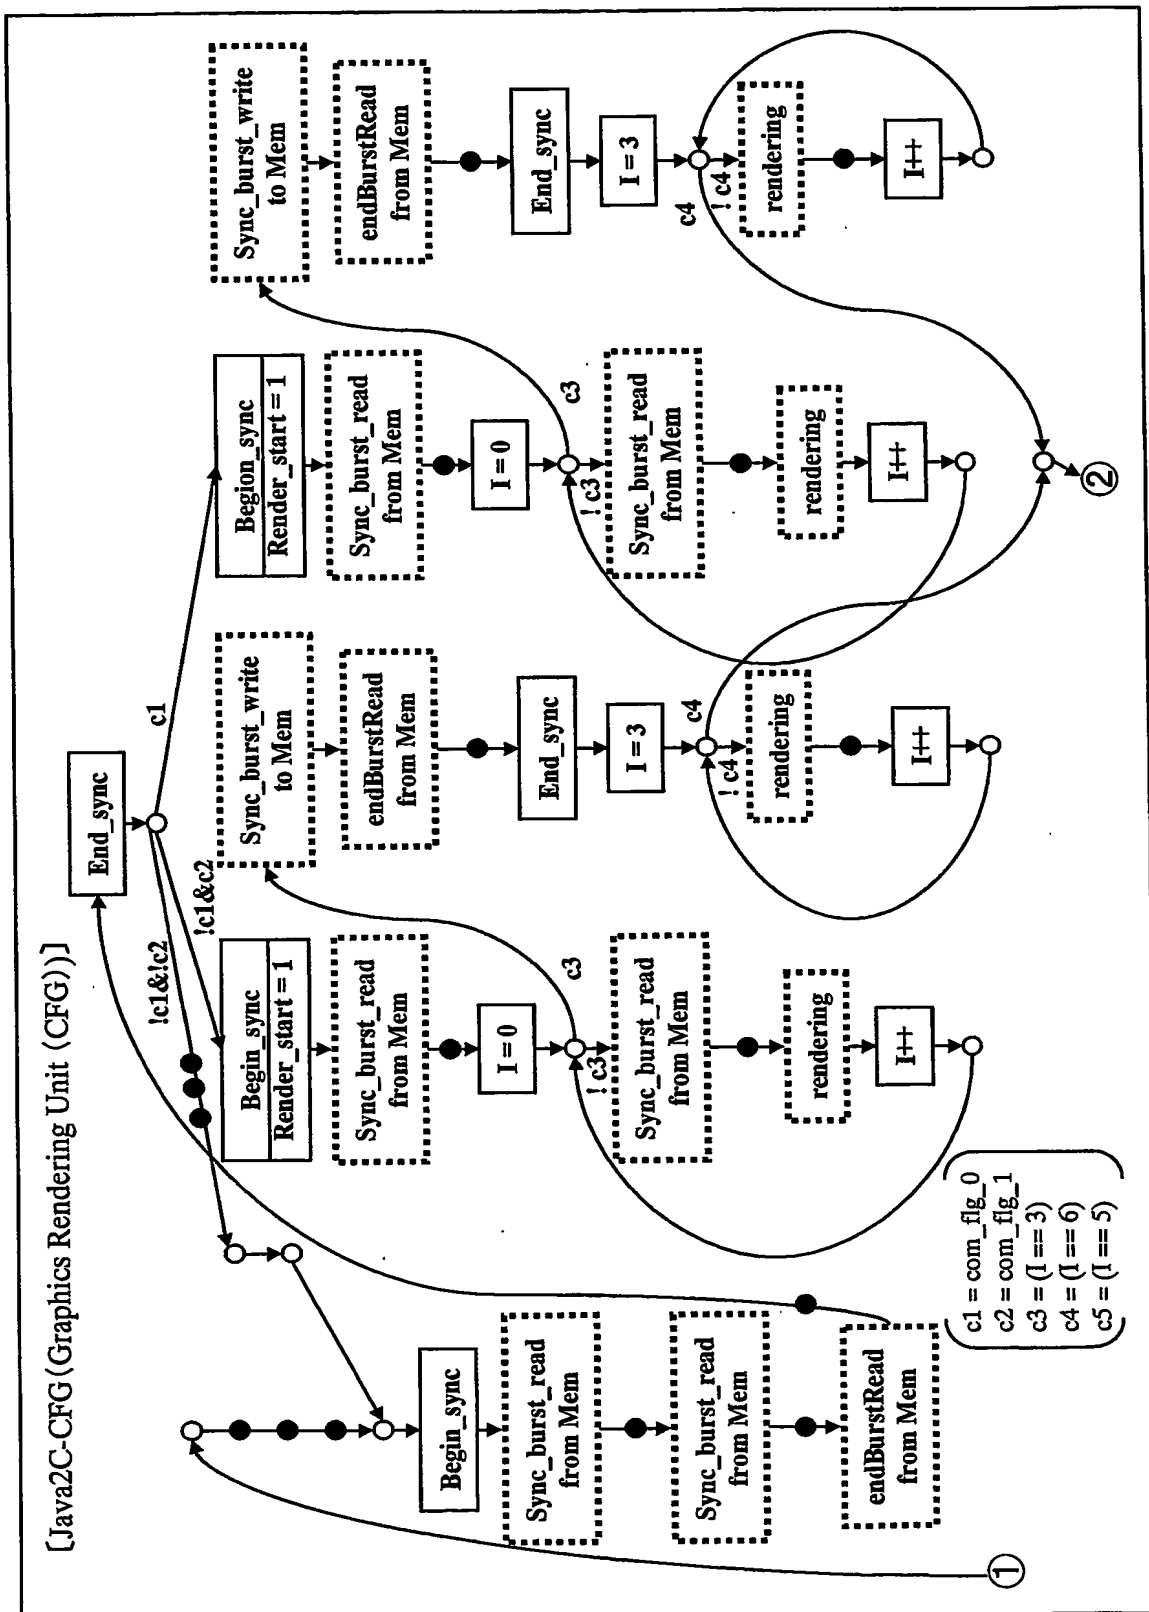 [Java2C-CFG(Graphics Rendering Unit (CFG))]
1
Begin_sync
Sync_burst_read
from Mem
Sync_burst_read
from Mem
endBurstRead
from Mem
End_sync
!c1&!c2
!c1&c2
c1
Begin_sync
Render_start = 1
Sync_burst_read
from Mem
I = 0
! c3
c3
Sync_burst_read
from Mem
rendering
I++
Sync_burst_write
to Mem
endBurstRead
from Mem
End_sync
I = 3
! c4
c4
rendering
I++
Begion_sync
Render_start = 1
Sync_burst_read
from Mem
I = 0
! c3
c3
Sync_burst_read
from Mem
rendering
I++
Sync_burst_write
to Mem
endBurstRead
from Mem
End_sync
I = 3
c4
! c4
rendering
I++
2
c1 = com_flg_0
c2 = com_flg_1
c3 = (I == 3)
c4 = (I == 6)
c5 = (I == 5)